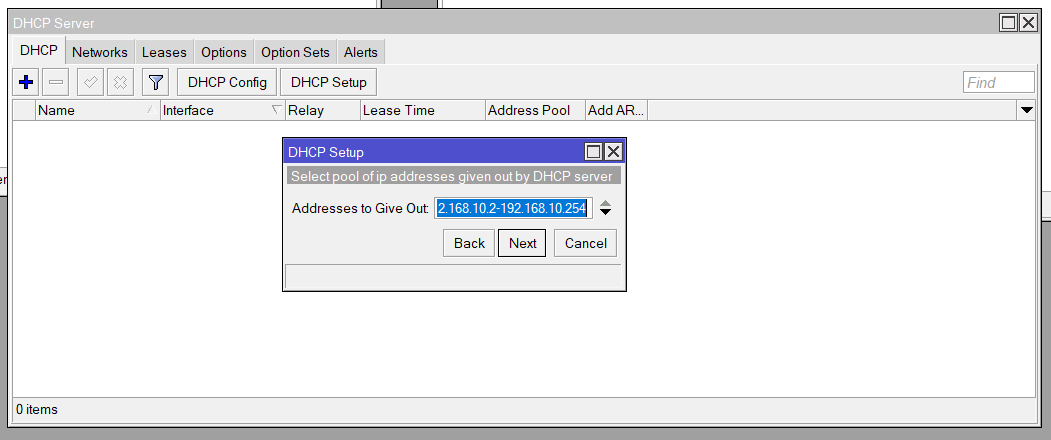 DHCP Server
DHCP Networks Leases Options Option Sets Alerts
DHCP Config DHCP Setup Find
Name Interface Relay Lease Time Address Pool Add AR...
DHCP Setup
Select pool of ip addresses given out by DHCP server
Addresses to Give Out: 2.168.10.2-192.168.10.254
Back Next Cancel
0 items